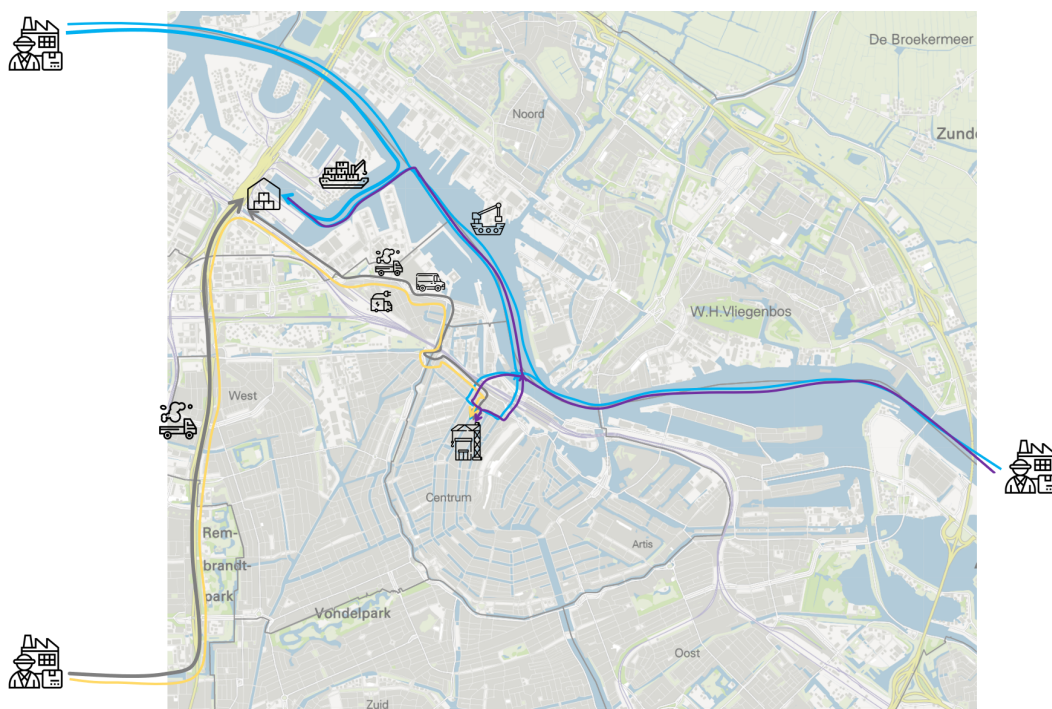 De Broekermeer
Noord
Zunde
W.H.Vliegenbos
West
Centrum
Artis
Rem-
brandt-
park
Vondelpark
Oost
Zuid